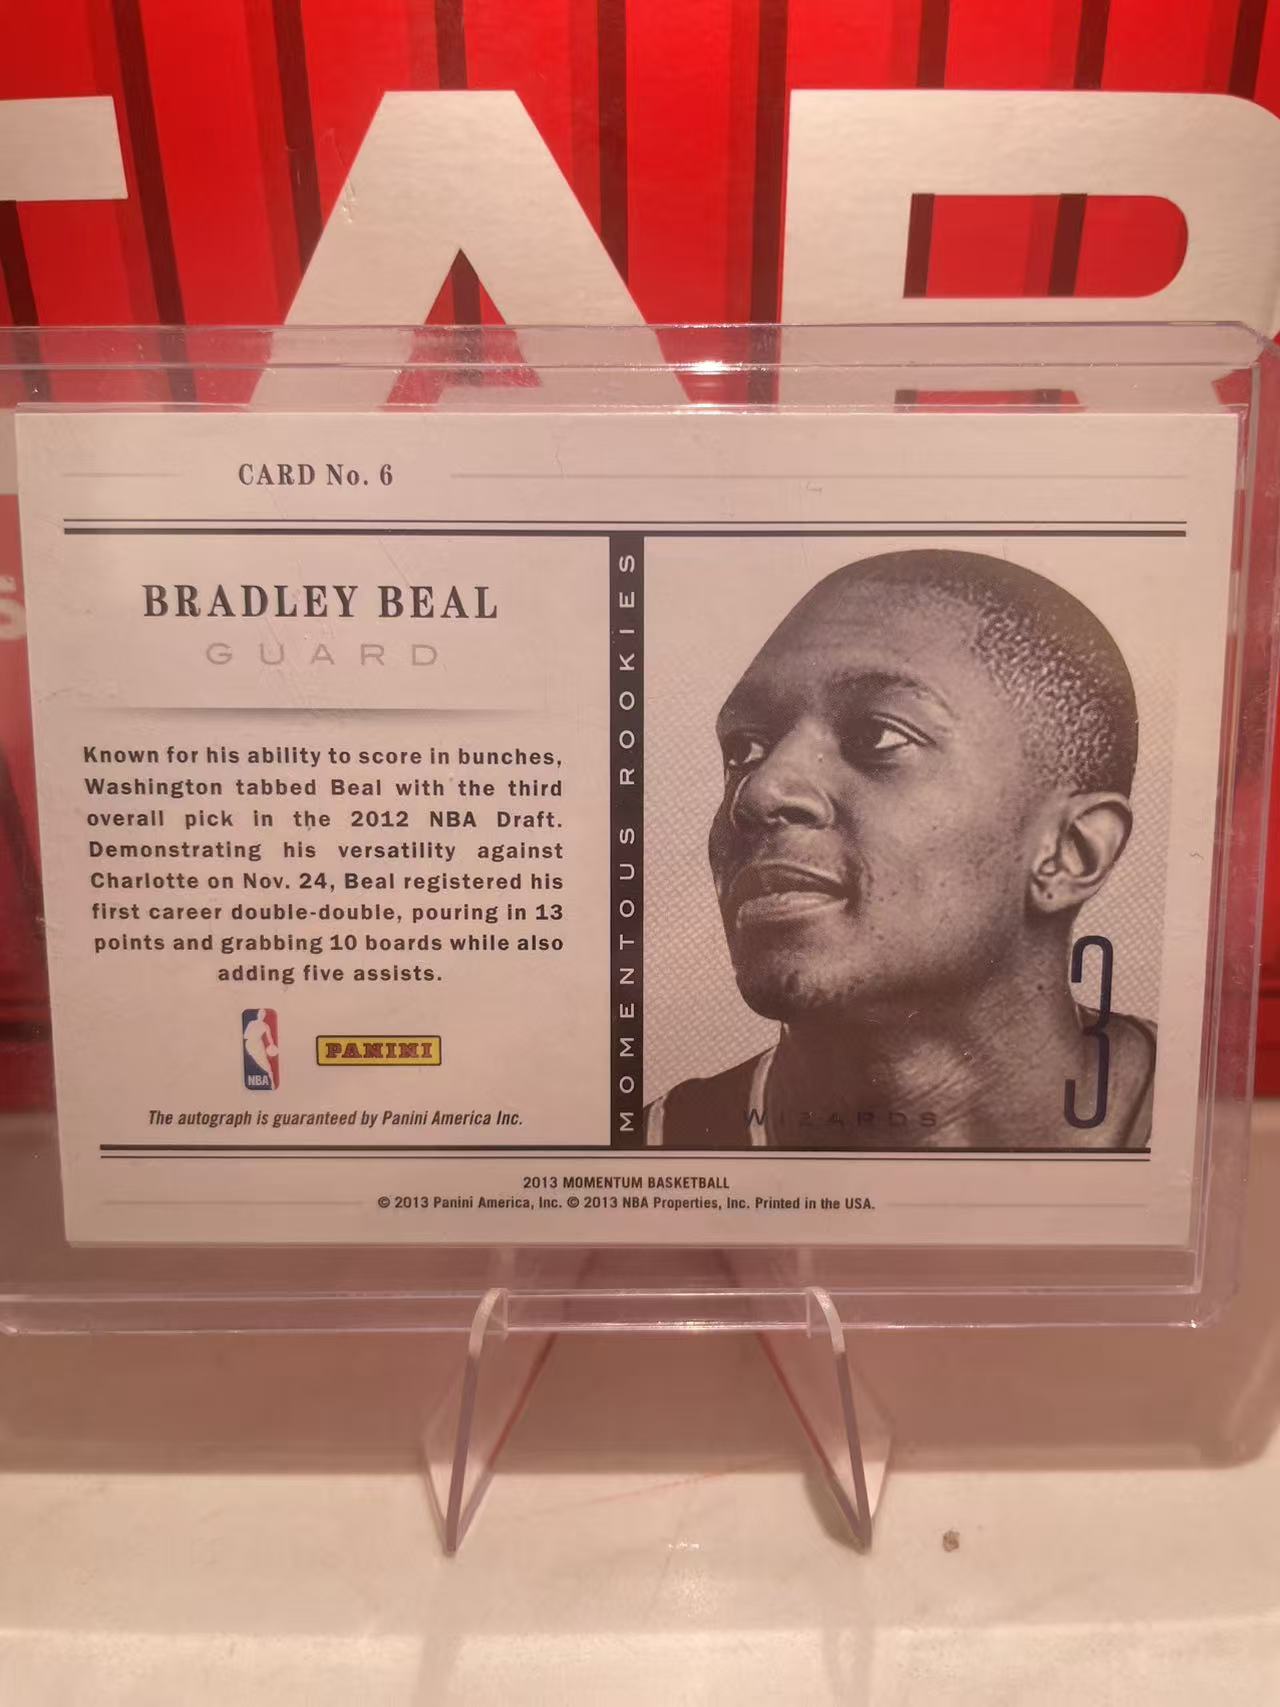 TAR
CARD No. 6
BRADLEY BEAL
GUARD
Known for his ability to score in bunches,
Washington tabbed Beal with the third
overall pick in the 2012 NBA Draft.
Demonstrating his versatility against
Charlotte on Nov. 24, Beal registered his
first career double-double, pouring in 13
points and grabbing 10 boards while also
adding five assists.
NBA
PANINI
The autograph is guaranteed by Panini America Inc.
MOMENTOUS ROOKIES
WIZARDS
3
2013 MOMENTUM BASKETBALL
© 2013 Panini America, Inc. © 2013 NBA Properties, Inc. Printed in the USA.